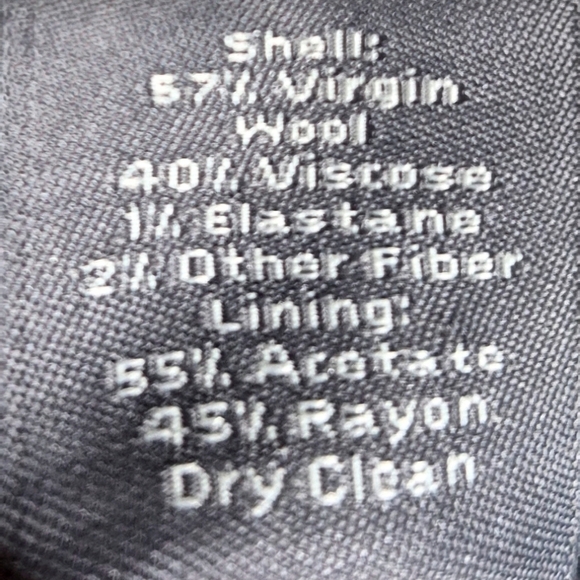 Shell:
57% Virgin
Wool
40% Viscose
1% Elastane
2% Other Fiber
Lining:
55% Acetate
45% Rayon
Dry Clean